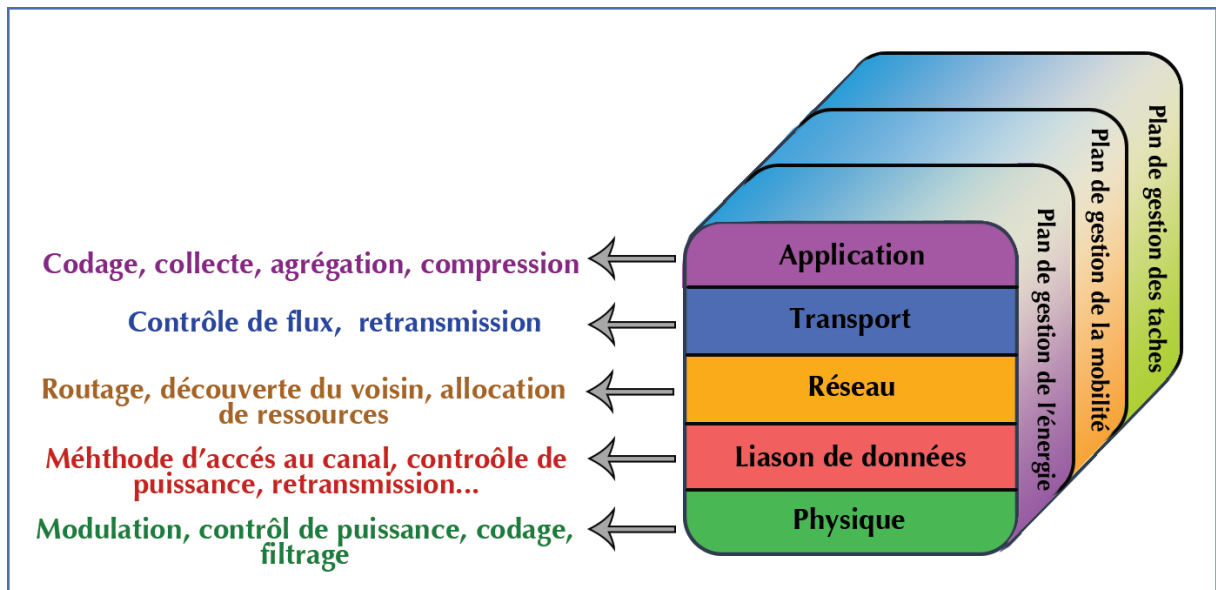 Codage, collecte, agrégation, compression
Contrôle de flux, retransmission
Routage, découverte du voisin, allocation
de ressources
Méhthode d'accés au canal, controôle de
puissance, retransmission...
Modulation, contrôl de puissance, codage,
filtrage
Application
Transport
Réseau
Liason de données
Physique
Plan de gestion de l'énergie
Plan de gestion de la mobilité
Plan de gestion des taches